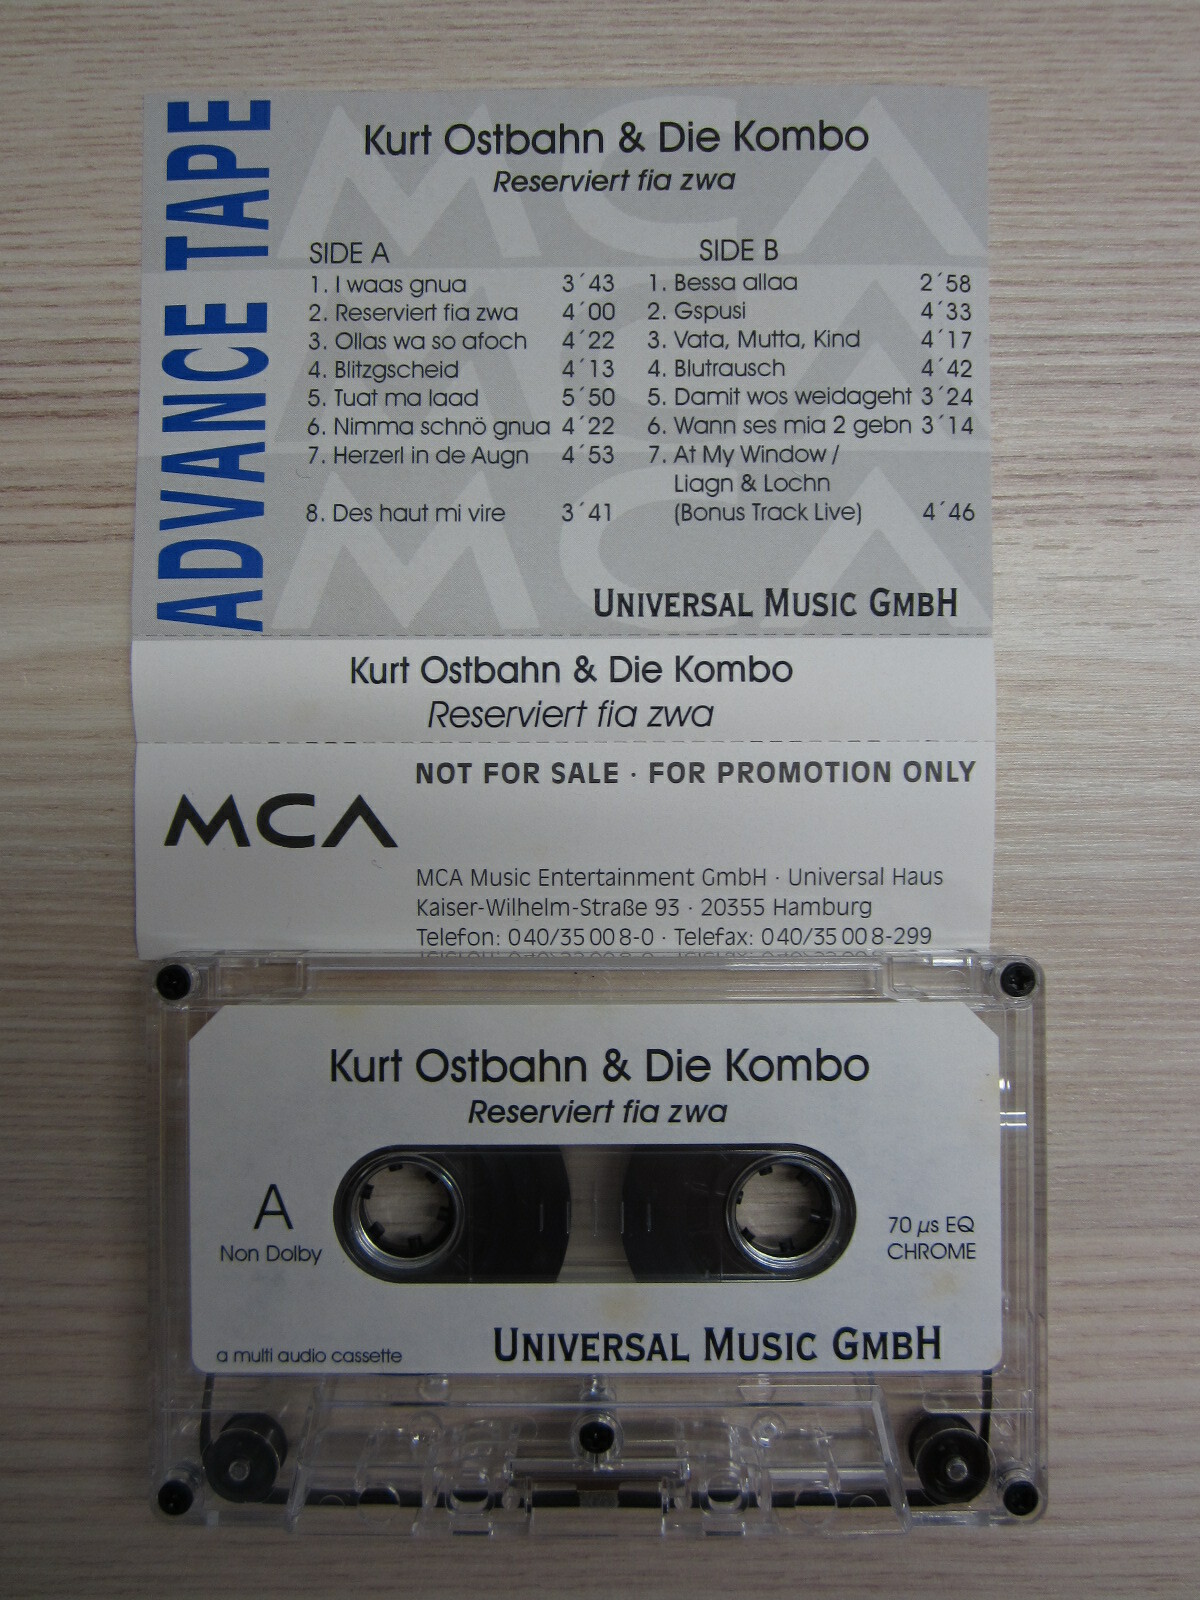 ADVANCE TAPE
MCA
MCA
MCA
Kurt Ostbahn & Die Kombo
Reserviert fia zwa
SIDE A
1. I waas gnua 3´43
2. Reserviert fia zwa 4´00
3. Ollas wa so afoch 4´22
4. Blitzgscheid 4´13
5. Tuat ma laad 5´50
6. Nimma schnö gnua 4´22
7. Herzerl in de Augn 4´53
8. Des haut mi vire 3´41
SIDE B
1. Bessa allaa 2´58
2. Gspusi 4´33
3. Vata, Mutta, Kind 4´17
4. Blutrausch 4´42
5. Damit wos weidageht 3´24
6. Wann ses mia 2 gebn 3´14
7. At My Window /
Liagn & Lochn
(Bonus Track Live) 4´46
UNIVERSAL MUSIC GMBH
Kurt Ostbahn & Die Kombo
Reserviert fia zwa
NOT FOR SALE · FOR PROMOTION ONLY
MCA
MCA Music Entertainment GmbH · Universal Haus
Kaiser-Wilhelm-Straße 93 · 20355 Hamburg
Telefon: 040/35 00 8-0 · Telefax: 040/35 00 8-299
Kurt Ostbahn & Die Kombo
Reserviert fia zwa
A
Non Dolby
70 µs EQ
CHROME
a multi audio cassette
UNIVERSAL MUSIC GMBH